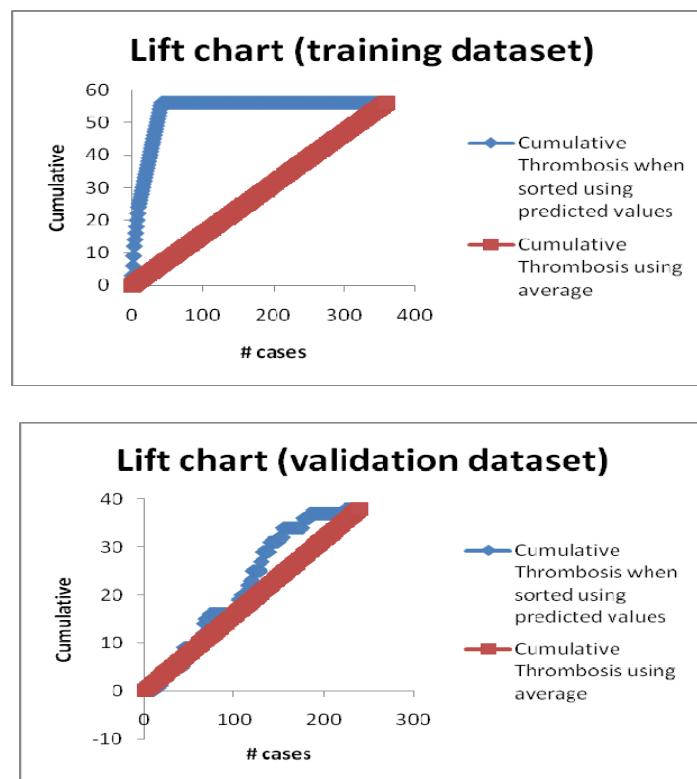 Lift chart (training dataset)
60
50
40
30
20
10
0
Cumulative
0 100 200 300 400
# cases
Cumulative
Thrombosis when
sorted using
predicted values
Cumulative
Thrombosis using
average
Lift chart (validation dataset)
40
30
20
10
0
-10
Cumulative
0 100 200 300
# cases
Cumulative
Thrombosis when
sorted using
predicted values
Cumulative
Thrombosis using
average